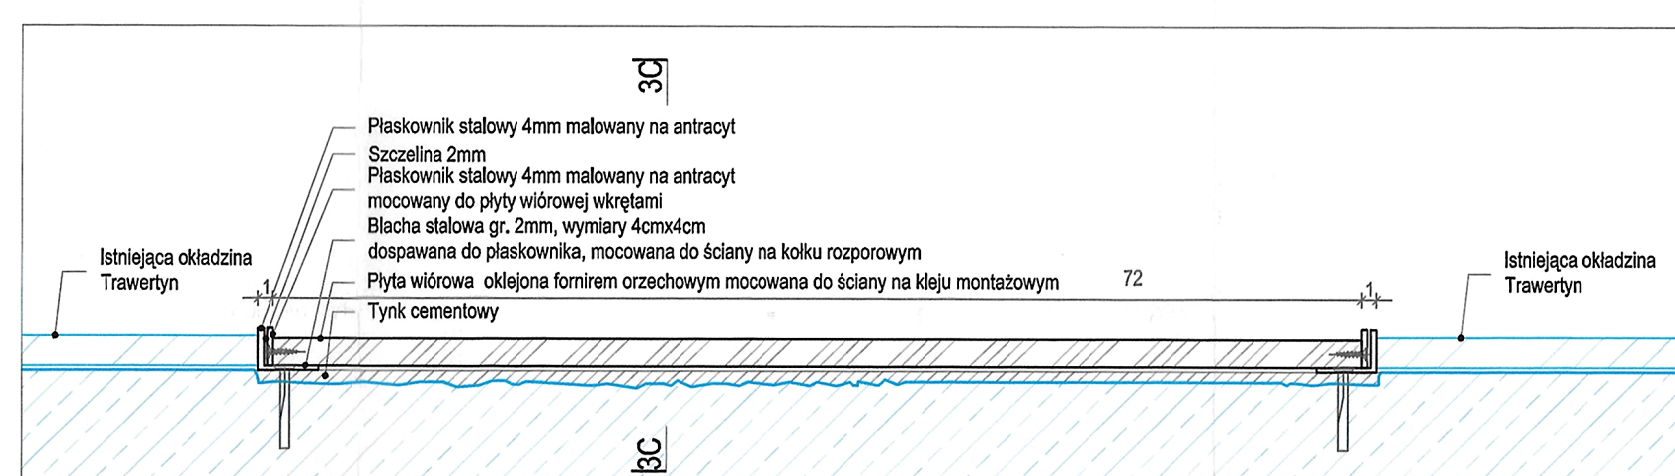 3C
Płaskownik stalowy 4mm malowany na antracyt
Szczelina 2mm
Płaskownik stalowy 4mm malowany na antracyt
mocowany do płyty wiórowej wkrętami
Blacha stalowa gr. 2mm, wymiary 4cmx4cm
dospawana do płaskownika, mocowana do ściany na kołku rozporowym
Istniejąca okładzina
Trawertyn
Płyta wiórowa oklejona fornirem orzechowym mocowana do ściany na kleju montażowym
Tynk cementowy
1
72
1
Istniejąca okładzina
Trawertyn
3C